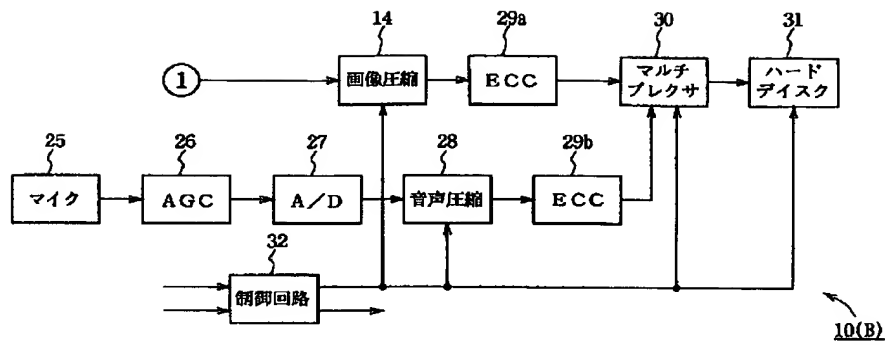 14
29a
30
31
①
画像圧縮
ECC
マルチ
プレクサ
ハード
デイスク
25
26
27
28
29b
マイク
AGC
A/D
音声圧縮
ECC
32
制御回路
10(B)